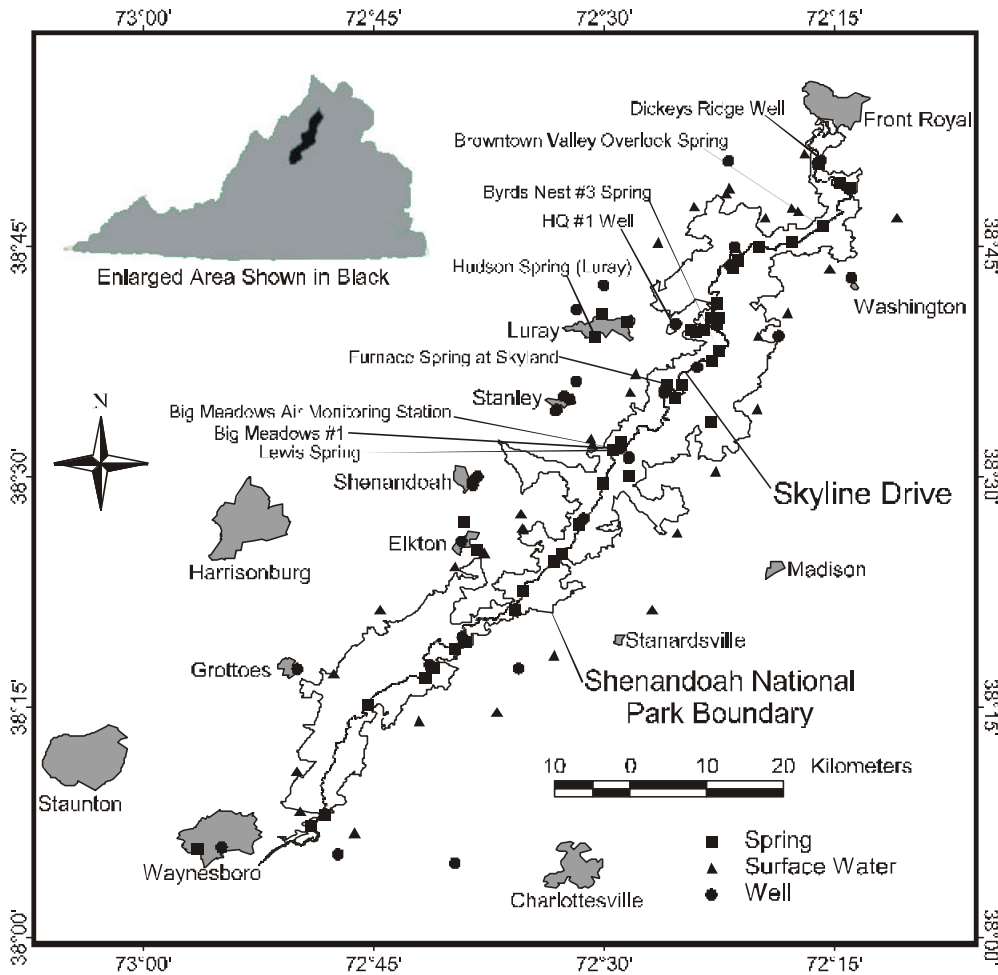 73°00'
72°45'
72°30'
72°15'
Dickeys Ridge Well
Front Royal
Browntown Valley Overlock Spring
Byrds Nest #3 Spring
HQ #1 Well
38°45'
38°45'
Enlarged Area Shown in Black
Hudson Spring (Luray)
Washington
Luray
Furnace Spring at Skyland
Stanley
N
Big Meadows Air Monitoring Station
Big Meadows #1
Lewis Spring
38°30'
38°30'
Shenandoah
Skyline Drive
Elkton
Harrisonburg
Madison
Stanardsville
Grottoes
Shenandoah National
Park Boundary
38°15'
38°15'
10 0 10 20 Kilometers
Staunton
Spring
Surface Water
Well
Waynesboro
Charlottesville
38°00'
38°00'
73°00'
72°45'
72°30'
72°15'